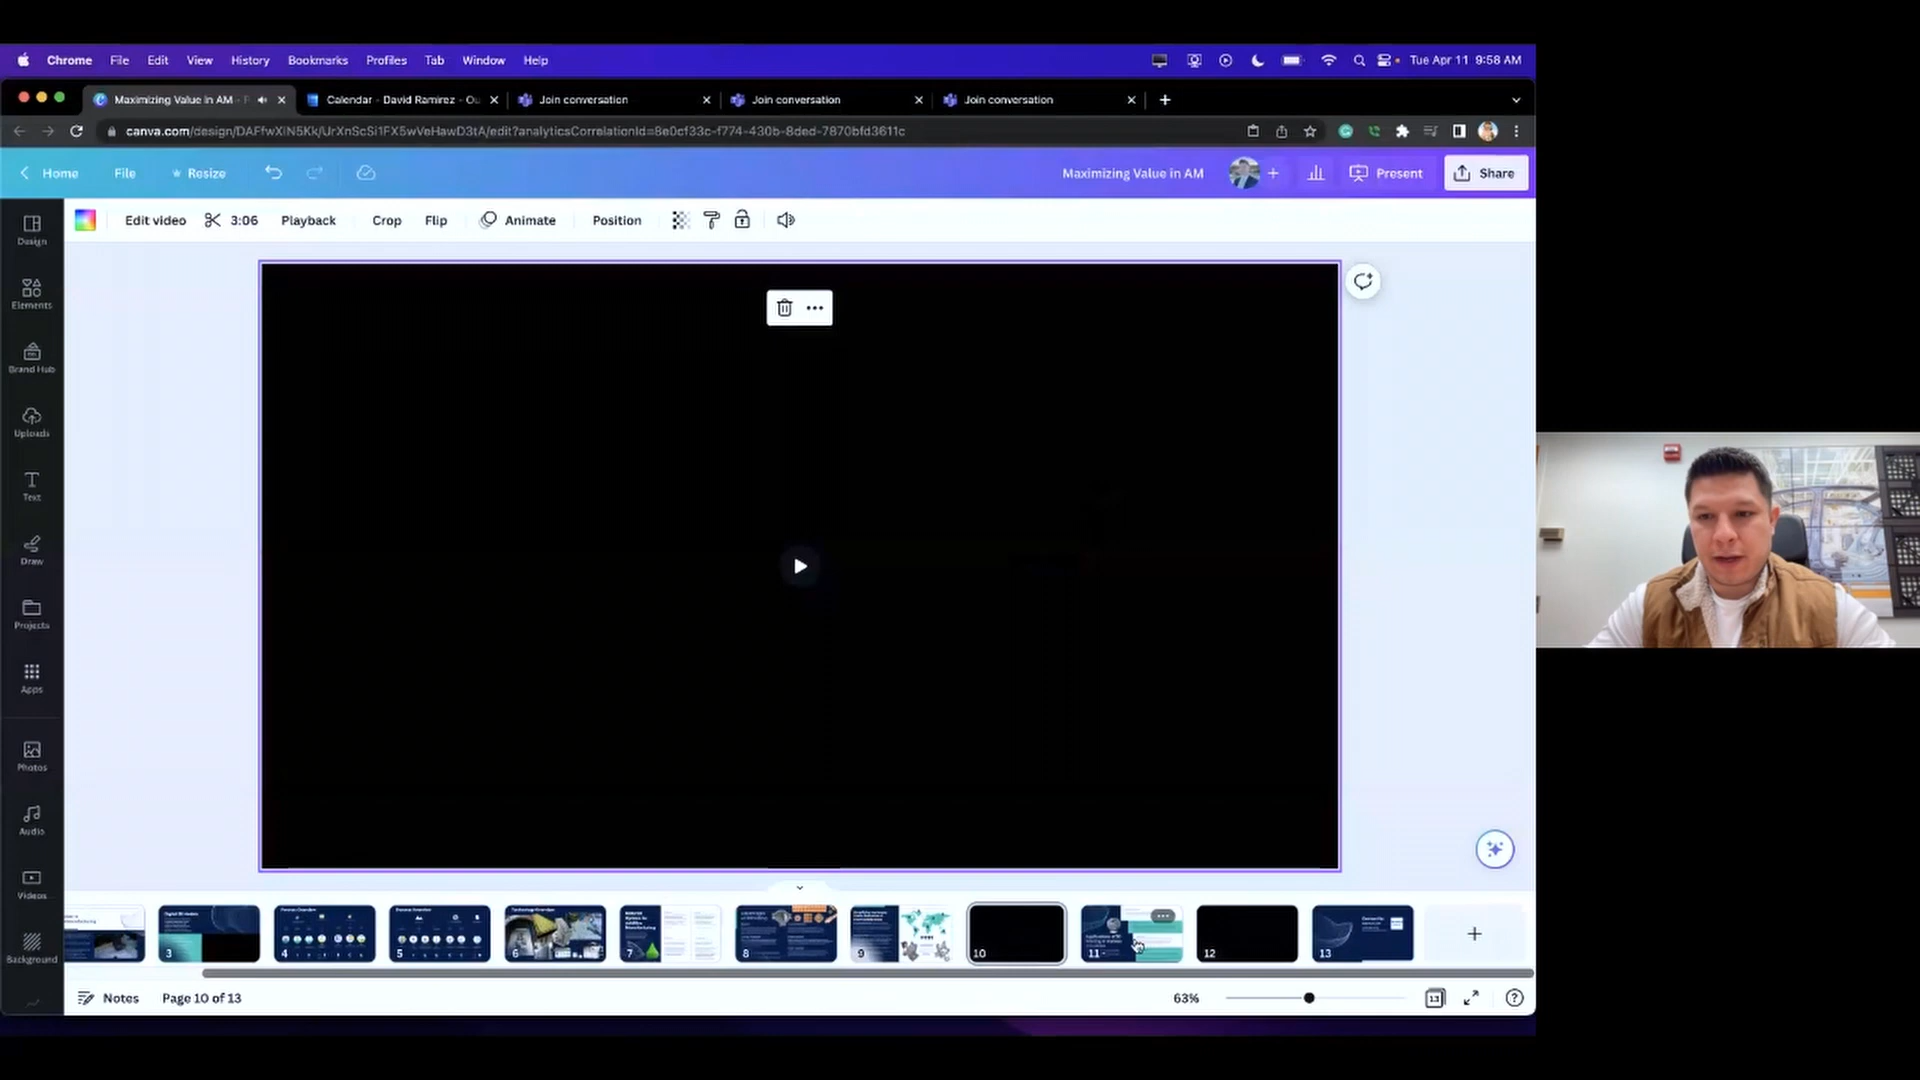 Chrome File Edit View History Bookmarks Profiles Tab Window Help Tue Apr 11 9:58 AM
Maximizing Value in AM - Calendar - David Ramirez - Ou Join conversation Join conversation Join conversation
canva.com/design/DAFfwXiN5Kk/UrXnScSi1FX5wVeHawD3tA/edit?analyticsCorrelationId=8e0cf33c-f774-430b-8ded-7870bfd3611c
Home File Resize Maximizing Value in AM Present Share
Edit video 3:06 Playback Crop Flip Animate Position
Design
Elements
Brand Hub
Uploads
Text
Draw
Projects
Apps
Photos
Audio
Videos
Background
3 4 5 6 7 8 9 10 11 12 13
Notes Page 10 of 13 63% 13